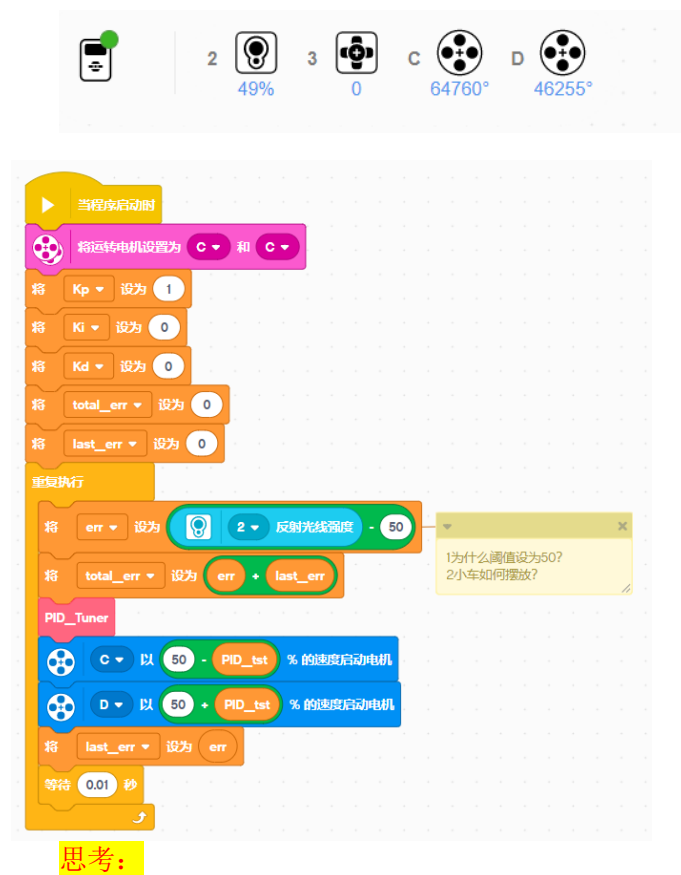 2 3 C D
49% 0 64760° 46255°
当程序启动时
将运转电机设置为 C 和 C
将 Kp 设为 1
将 Ki 设为 0
将 Kd 设为 0
将 total_err 设为 0
将 last_err 设为 0
重复执行
将 err 设为 2 反射光线强度 - 50
1为什么阈值设为50?
2小车如何摆放?
将 total_err 设为 err + last_err
PID_Tuner
C 以 50 - PID_tst % 的速度启动电机
D 以 50 + PID_tst % 的速度启动电机
将 last_err 设为 err
等待 0.01 秒
思考：